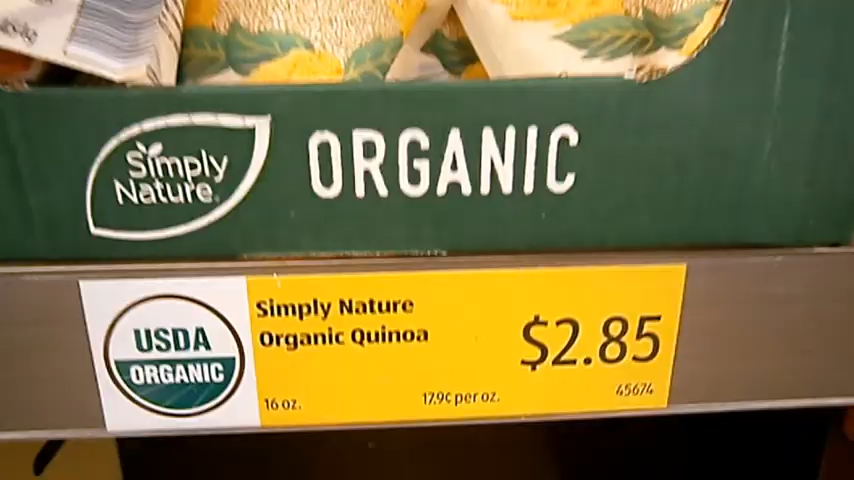 Simply
Nature®
ORGANIC
USDA
ORGANIC
Simply Nature
Organic Quinoa
$2.85
16 oz.
17.9¢ per oz.
45674